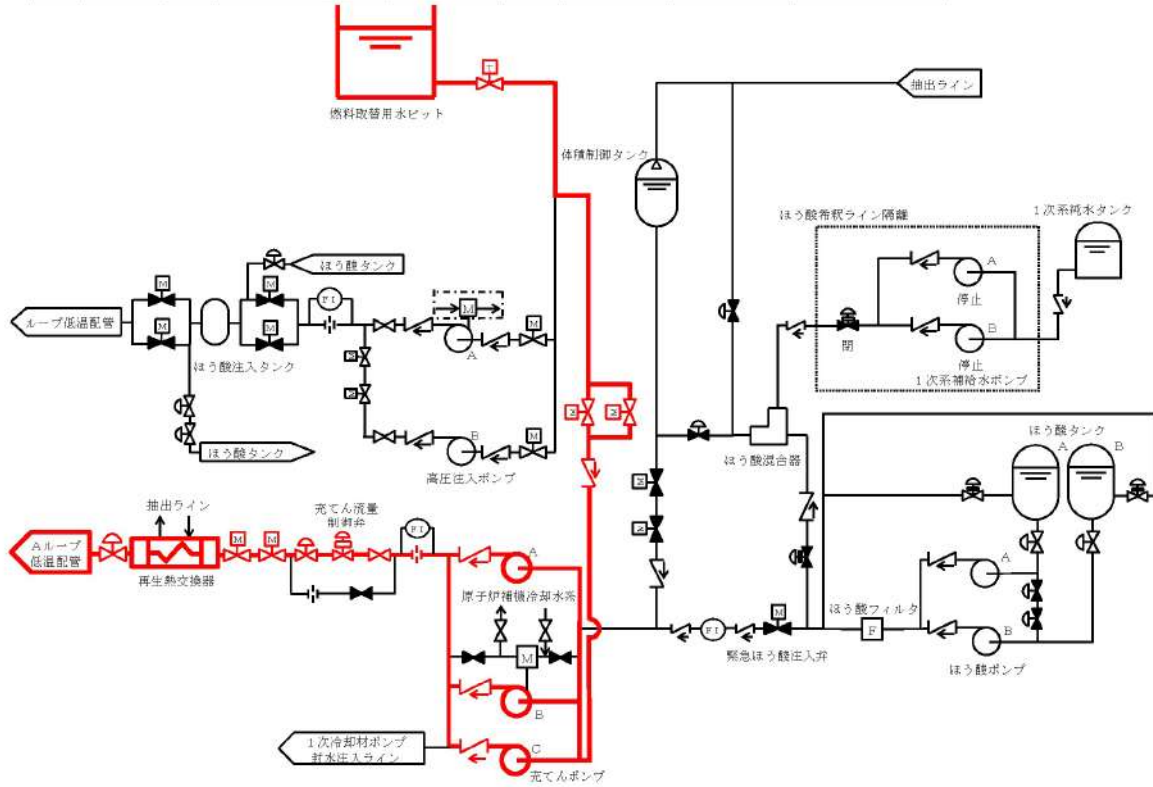 燃料取替用水ピット
抽出ライン
体積制御タンク
ほう酸希釈ライン隔離
1次系純水タンク
A
停止
B
停止
閉
1次系補給水ポンプ
ほう酸タンク
M
M
FI
M
M
ループ低温配管
M
M
A
ほう酸注入タンク
M
M
ほう酸タンク
B
M
高圧注入ポンプ
M
M
ほう酸混合器
ほう酸タンク
A
B
M
M
抽出ライン
充てん流量
制御弁
FI
M
M
Aループ
低温配管
再生熱交換器
A
原子炉補機冷却水系
M
B
ほう酸フィルタ
A
M
FI
F
B
緊急ほう酸注入弁
ほう酸ポンプ
1次冷却材ポンプ
封水注入ライン
C
充てんポンプ